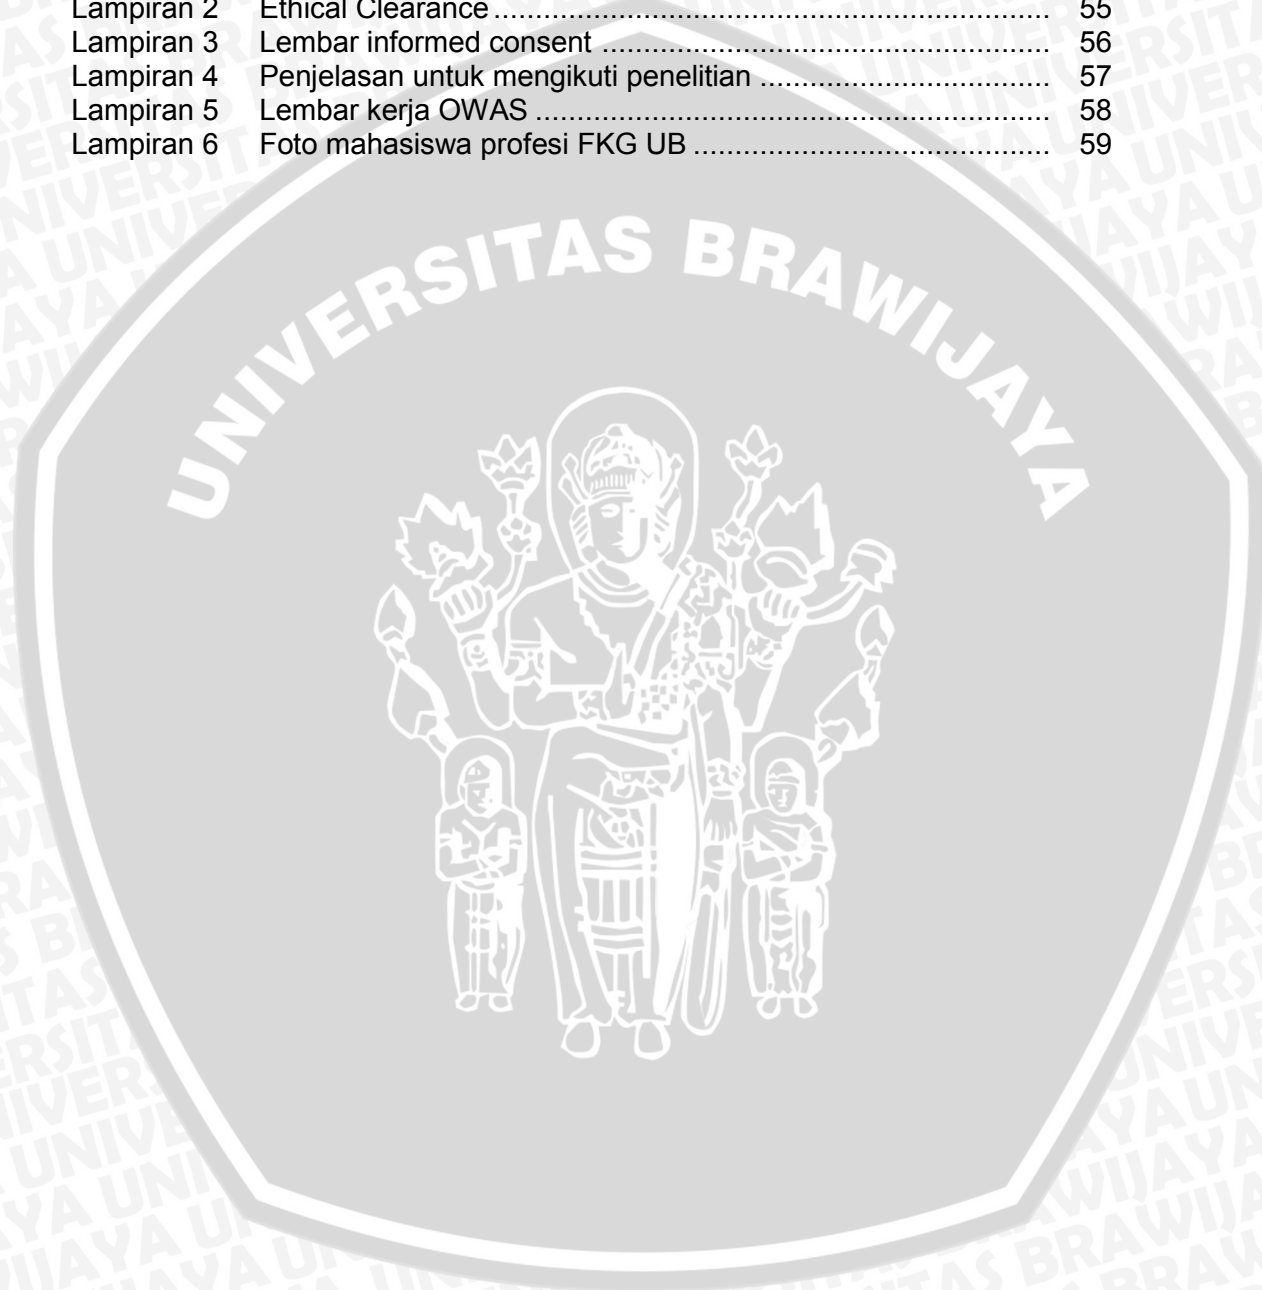 Lampiran 2 Ethical Clearance .................................................................... 55
Lampiran 3 Lembar informed consent ....................................................... 56
Lampiran 4 Penjelasan untuk mengikuti penelitian ................................... 57
Lampiran 5 Lembar kerja OWAS ............................................................... 58
Lampiran 6 Foto mahasiswa profesi FKG UB ........................................... 59
UNIVERSITAS BRAWIJAYA